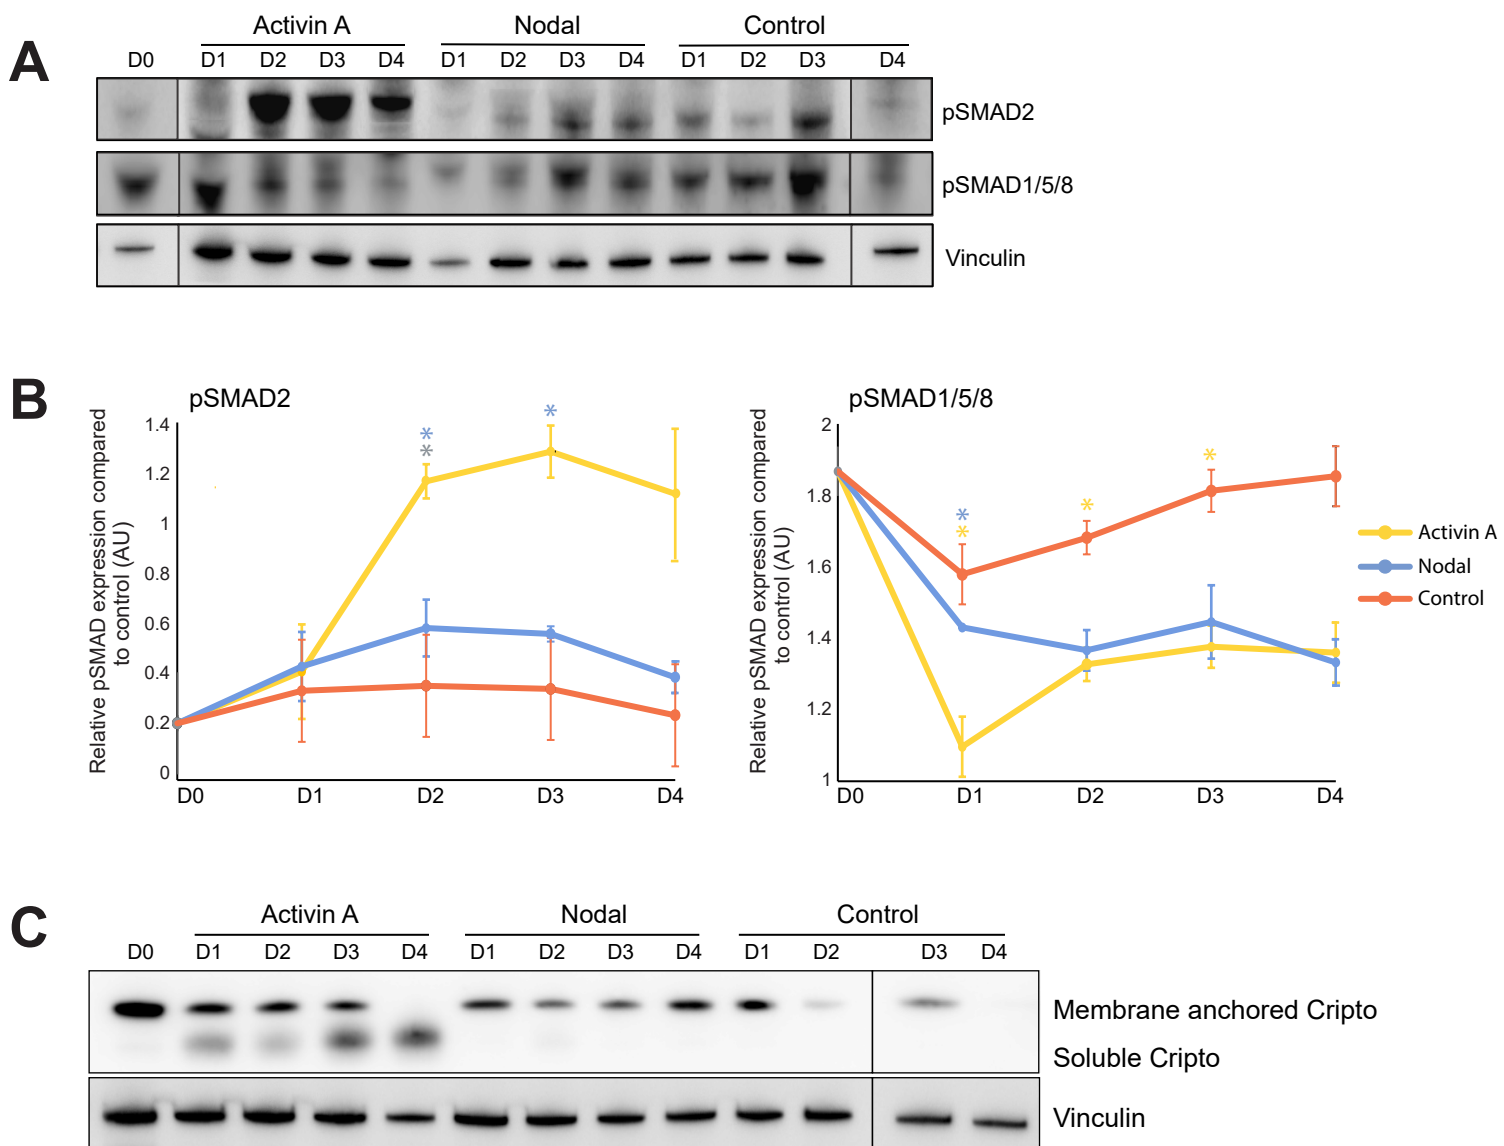 A
Activin A
Nodal
Control
D0
D1
D2
D3
D4
D1
D2
D3
D4
D1
D2
D3
D4
pSMAD2
pSMAD1/5/8
Vinculin
B
pSMAD2
Relative pSMAD expression compared
to control (AU)
1.4
1.2
1
0.8
0.6
0.4
0.2
0
*
*
*
D0
D1
D2
D3
D4
pSMAD1/5/8
Relative pSMAD expression compared
to control (AU)
2
1.8
1.6
1.4
1.2
1
*
*
*
*
D0
D1
D2
D3
D4
Activin A
Nodal
Control
C
Activin A
Nodal
Control
D0
D1
D2
D3
D4
D1
D2
D3
D4
D1
D2
D3
D4
Membrane anchored Cripto
Soluble Cripto
Vinculin